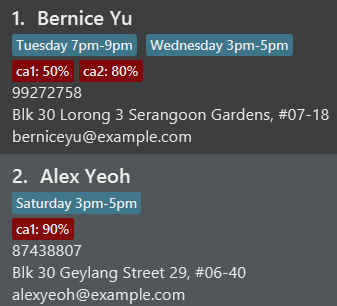 1. Bernice Yu
Tuesday 7pm-9pm Wednesday 3pm-5pm
ca1: 50% ca2: 80%
99272758
Blk 30 Lorong 3 Serangoon Gardens, #07-18
berniceyu@example.com
2. Alex Yeoh
Saturday 3pm-5pm
ca1: 90%
87438807
Blk 30 Geylang Street 29, #06-40
alexyeoh@example.com